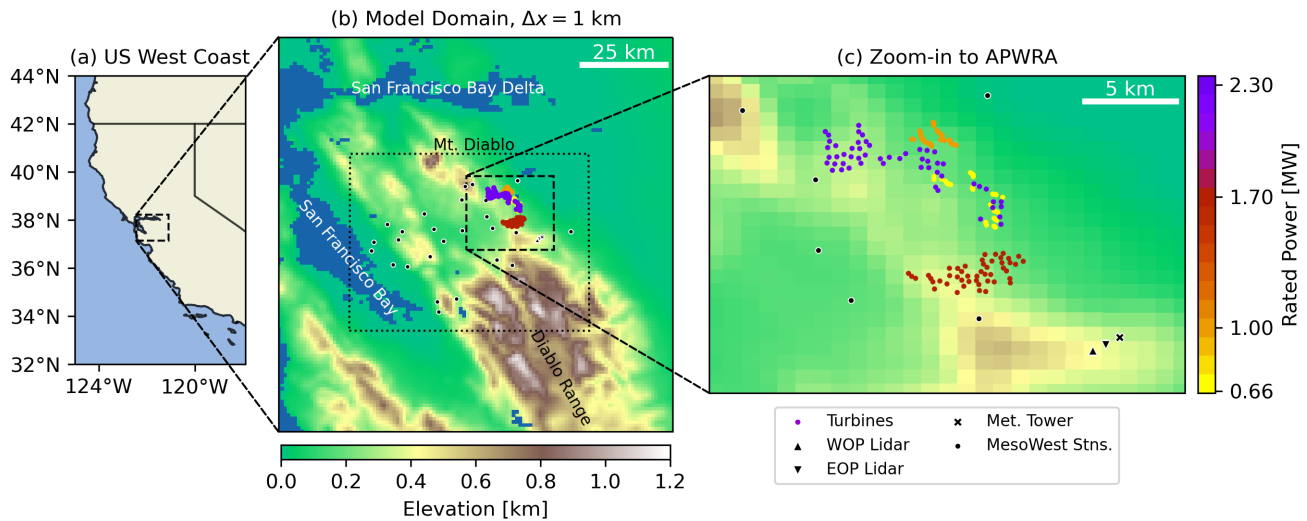 (a) US West Coast
44°N
42°N
40°N
38°N
36°N
34°N
32°N
124°W
120°W
(b) Model Domain, Δx = 1 km
25 km
San Francisco Bay Delta
Mt. Diablo
San Francisco Bay
Diablo Range
0.0
0.2
0.4
0.6
0.8
1.0
1.2
Elevation [km]
(c) Zoom-in to APWRA
5 km
2.30
1.70
1.00
0.66
Rated Power [MW]
Turbines
WOP Lidar
EOP Lidar
Met. Tower
MesoWest Stns.